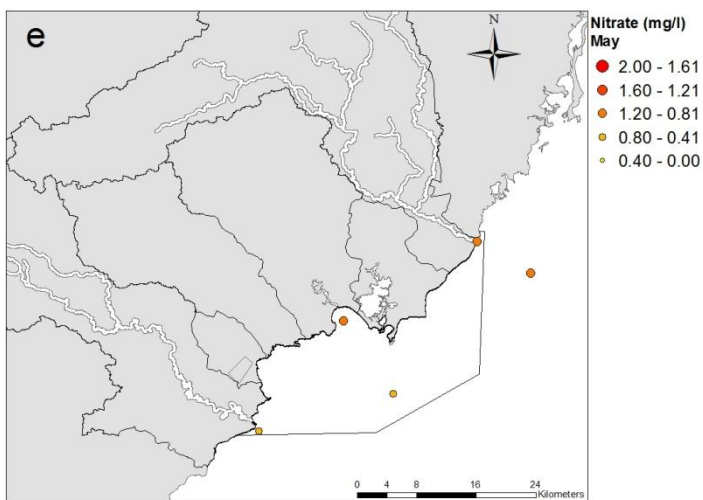 e
N
Nitrate (mg/l)
May
2.00 - 1.61
1.60 - 1.21
1.20 - 0.81
0.80 - 0.41
0.40 - 0.00
0 4 8 16 24
Kilometers